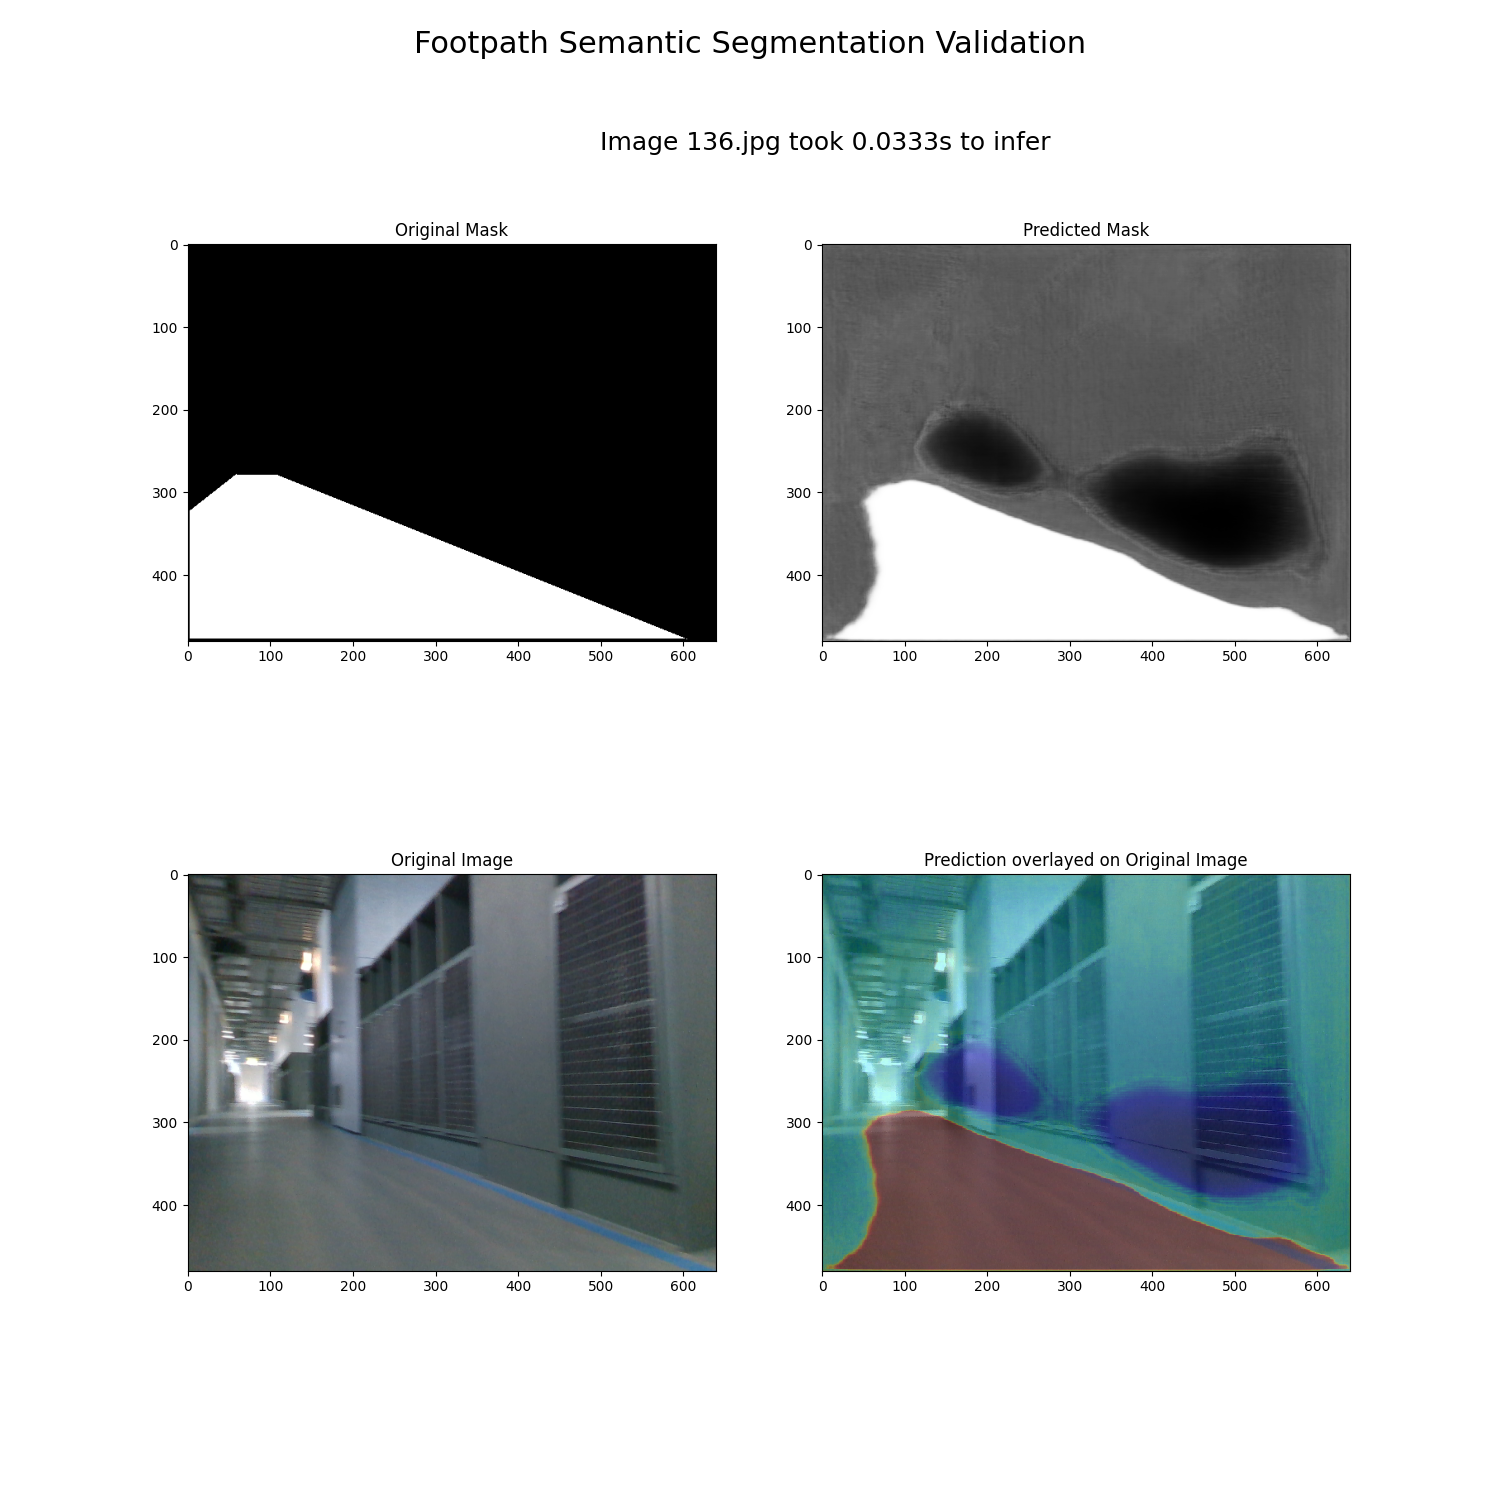 Footpath Semantic Segmentation Validation
Image 136.jpg took 0.0333s to infer
Original Mask
0
100
200
300
400
0 100 200 300 400 500 600
Predicted Mask
0
100
200
300
400
0 100 200 300 400 500 600
Original Image
0
100
200
300
400
0 100 200 300 400 500 600
Prediction overlayed on Original Image
0
100
200
300
400
0 100 200 300 400 500 600